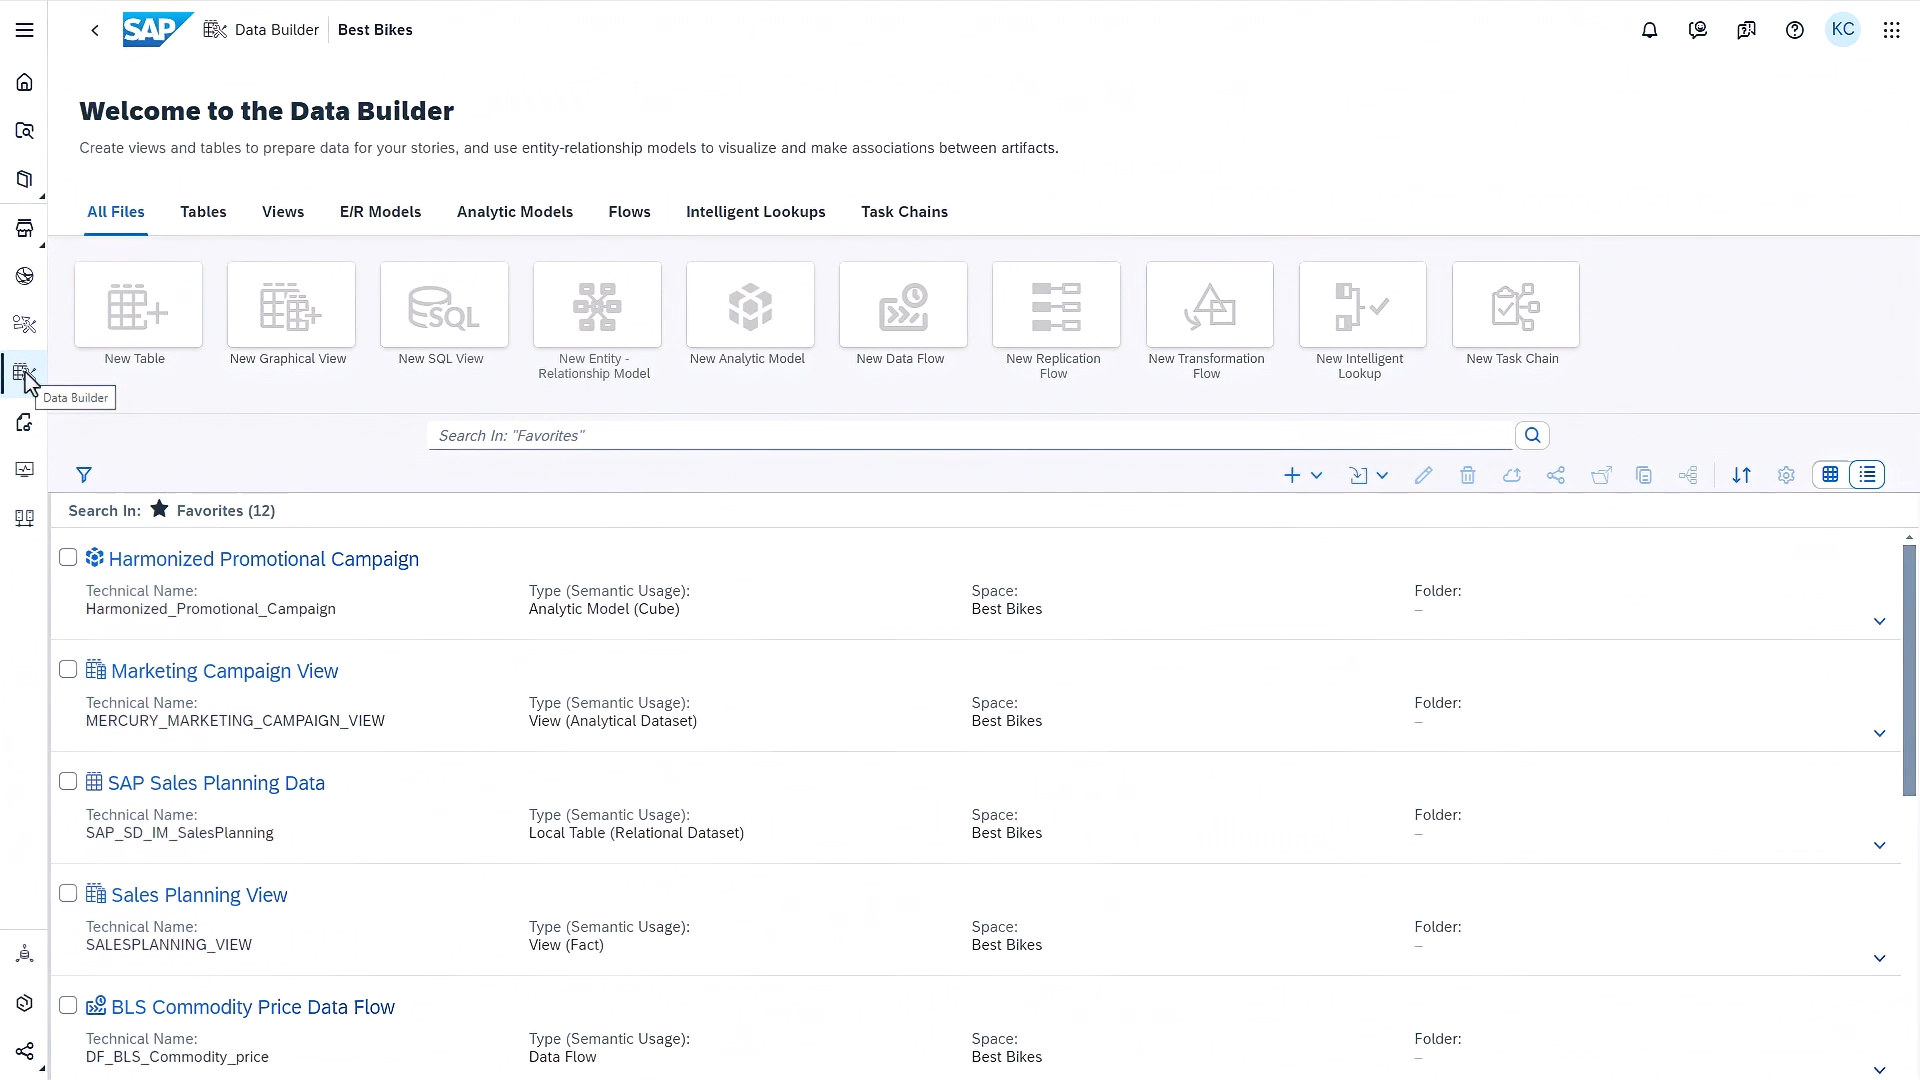 SAP Data Builder Best Bikes
KC
Welcome to the Data Builder
Create views and tables to prepare data for your stories, and use entity-relationship models to visualize and make associations between artifacts.
All Files Tables Views E/R Models Analytic Models Flows Intelligent Lookups Task Chains
SQL
New Table New Graphical View New SQL View New Entity - New Analytic Model New Data Flow New Replication New Transformation New Intelligent New Task Chain
Relationship Model Flow Flow Lookup
Data Builder
Search In: "Favorites"
Search In: Favorites (12)
Harmonized Promotional Campaign
Technical Name: Type (Semantic Usage): Space: Folder:
Harmonized_Promotional_Campaign Analytic Model (Cube) Best Bikes –
Marketing Campaign View
Technical Name: Type (Semantic Usage): Space: Folder:
MERCURY_MARKETING_CAMPAIGN_VIEW View (Analytical Dataset) Best Bikes –
SAP Sales Planning Data
Technical Name: Type (Semantic Usage): Space: Folder:
SAP_SD_IM_SalesPlanning Local Table (Relational Dataset) Best Bikes –
Sales Planning View
Technical Name: Type (Semantic Usage): Space: Folder:
SALESPLANNING_VIEW View (Fact) Best Bikes –
BLS Commodity Price Data Flow
Technical Name: Type (Semantic Usage): Space: Folder:
DF_BLS_Commodity_price Data Flow Best Bikes –